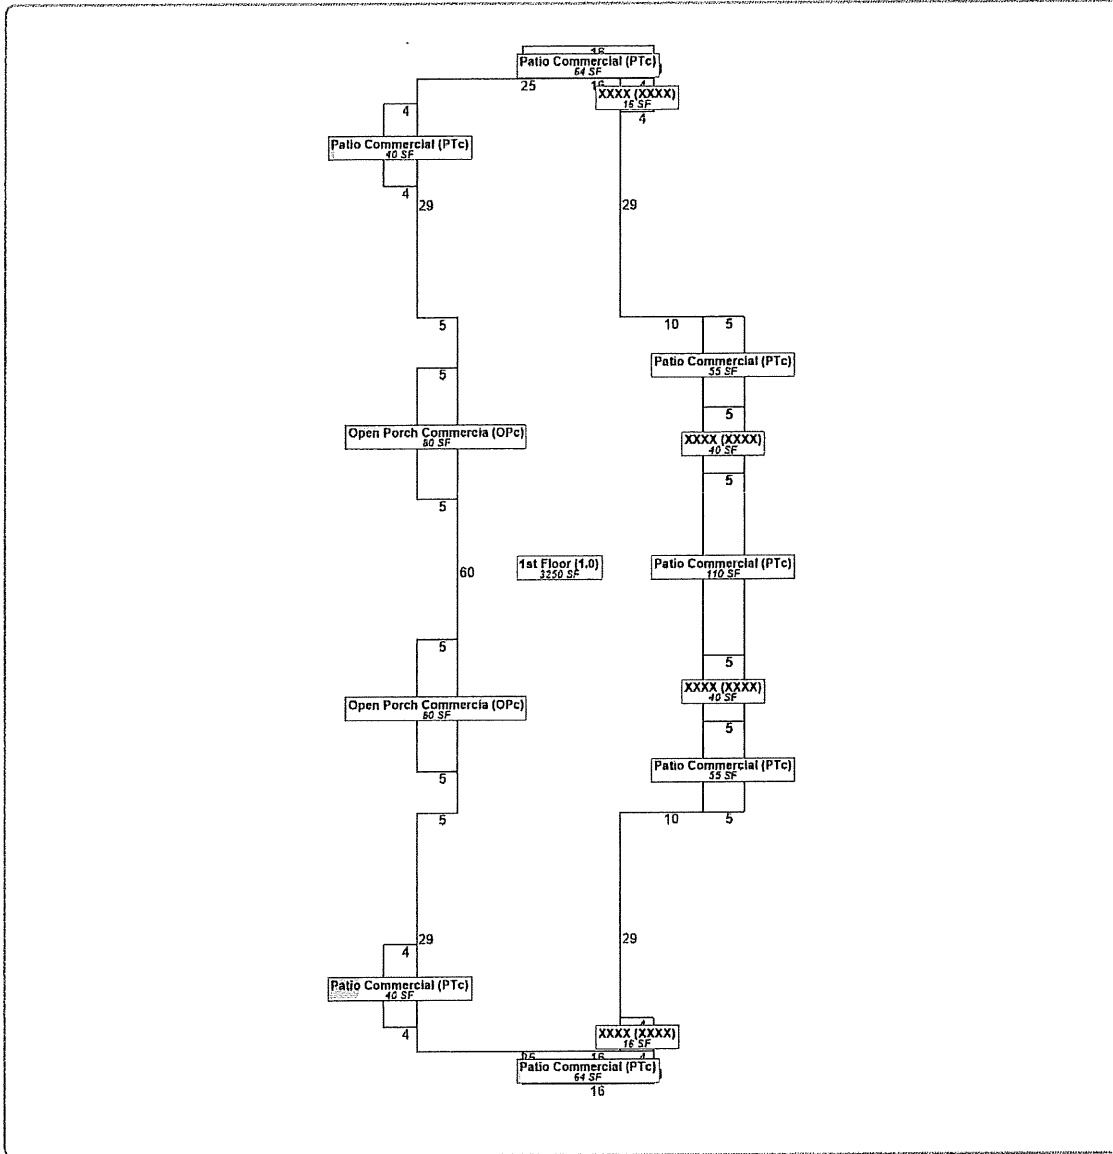 16
Patio Commercial (PTc)
64 SF
25 16 4
XXXX (XXXX)
16 SF
4
4
Patio Commercial (PTc)
40 SF
4
29 29
5 10 5
Patio Commercial (PTc)
55 SF
5
5
Open Porch Commercia (OPc)
80 SF
XXXX (XXXX)
40 SF
5
5
60
1st Floor (1.0)
3250 SF
Patio Commercial (PTc)
110 SF
5
5
XXXX (XXXX)
40 SF
Open Porch Commercia (OPc)
80 SF
5
Patio Commercial (PTc)
55 SF
5
5 10 5
29 29
4
Patio Commercial (PTc)
40 SF
4
4
XXXX (XXXX)
16 SF
25 16 4
Patio Commercial (PTc)
64 SF
16